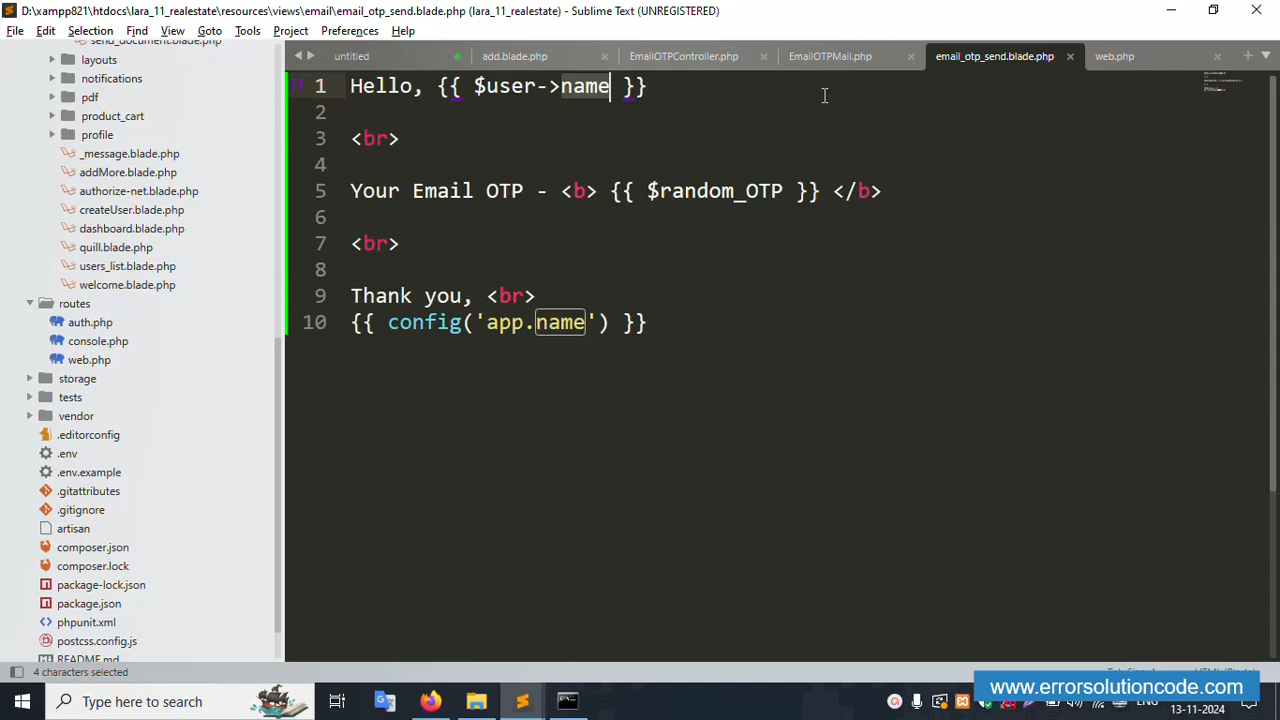 D:\xampp821\htdocs\lara_11_realestate\resources\views\email\email_otp_send.blade.php (lara_11_realestate) - Sublime Text (UNREGISTERED)
File Edit Selection Find View Goto Tools Project Preferences Help
send_document.blade.php
layouts
notifications
pdf
product_cart
profile
_message.blade.php
addMore.blade.php
authorize-net.blade.php
createUser.blade.php
dashboard.blade.php
quill.blade.php
users_list.blade.php
welcome.blade.php
routes
auth.php
console.php
web.php
storage
tests
vendor
.editorconfig
.env
.env.example
.gitattributes
.gitignore
artisan
composer.json
composer.lock
package-lock.json
package.json
phpunit.xml
postcss.config.js
README.md
untitled add.blade.php EmailOTPController.php EmailOTPMail.php email_otp_send.blade.php web.php
1 Hello, {{ $user->name }}
2
3 <br>
4
5 Your Email OTP - <b> {{ $random_OTP }} </b>
6
7 <br>
8
9 Thank you, <br>
10 {{ config('app.name') }}
4 characters selected
Type here to search
www.errorsolutioncode.com
ENG
13-11-2024